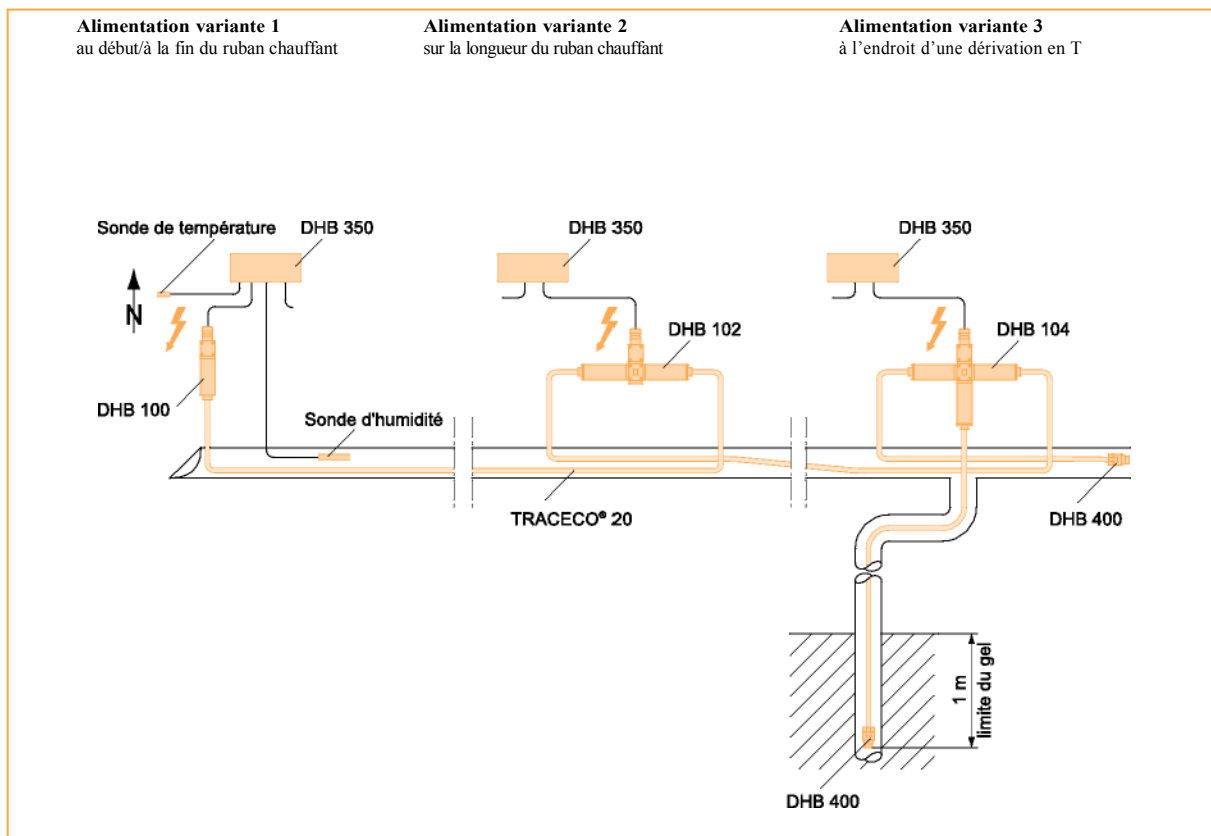 Alimentation variante 1
au début/à la fin du ruban chauffant
Alimentation variante 2
sur la longueur du ruban chauffant
Alimentation variante 3
à l’endroit d’une dérivation en T
Sonde de température
DHB 350
DHB 350
DHB 350
N
DHB 102
DHB 104
DHB 100
Sonde d'humidité
TRACECO® 20
DHB 400
1 m
limite du gel
DHB 400